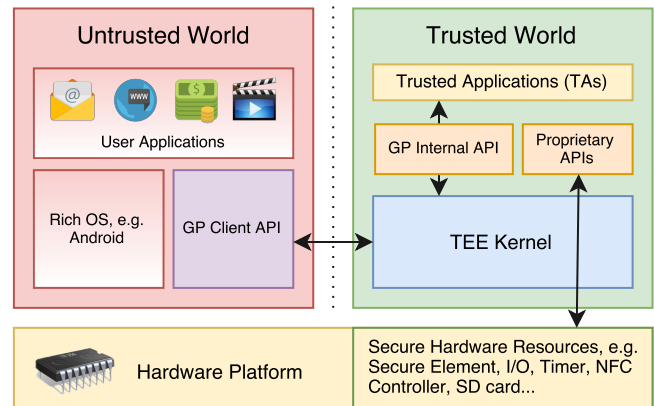 Untrusted World
Trusted World
@
WWW
$
User Applications
Trusted Applications (TAs)
GP Internal API
Proprietary
APIs
Rich OS, e.g.
Android
GP Client API
TEE Kernel
Hardware Platform
Secure Hardware Resources, e.g.
Secure Element, I/O, Timer, NFC
Controller, SD card...